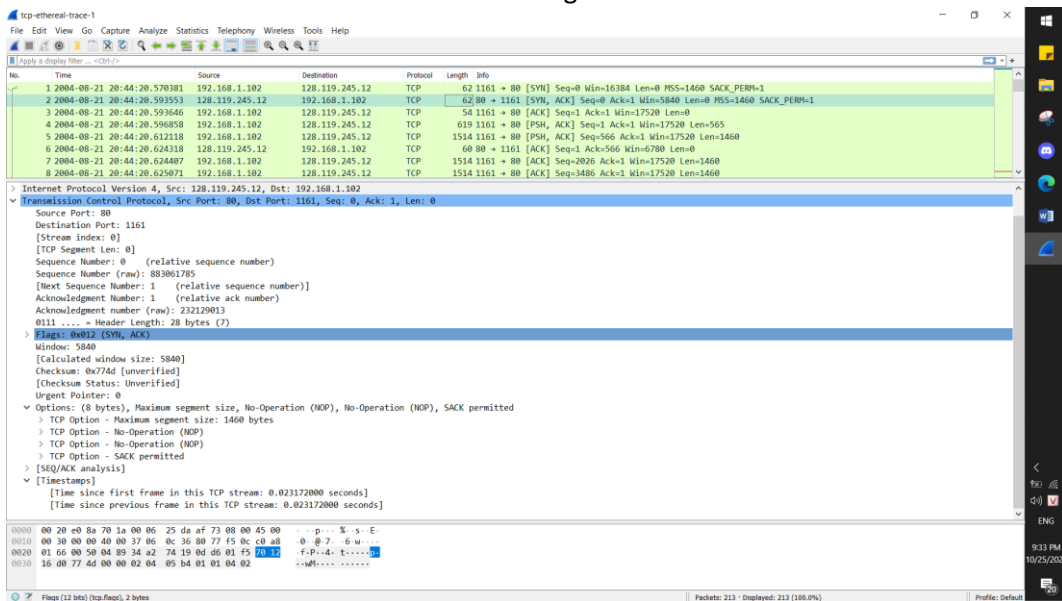 tcp-ethereal-trace-1
File Edit View Go Capture Analyze Statistics Telephony Wireless Tools Help
Apply a display filter ... <Ctrl-/>
No. Time Source Destination Protocol Length Info
1 2004-08-21 20:44:20.570381 192.168.1.102 128.119.245.12 TCP 62 1161 → 80 [SYN] Seq=0 Win=16384 Len=0 MSS=1460 SACK_PERM=1
2 2004-08-21 20:44:20.593553 128.119.245.12 192.168.1.102 TCP 62 80 → 1161 [SYN, ACK] Seq=0 Ack=1 Win=5840 Len=0 MSS=1460 SACK_PERM=1
3 2004-08-21 20:44:20.593646 192.168.1.102 128.119.245.12 TCP 54 1161 → 80 [ACK] Seq=1 Ack=1 Win=17520 Len=0
4 2004-08-21 20:44:20.596858 192.168.1.102 128.119.245.12 TCP 619 1161 → 80 [PSH, ACK] Seq=1 Ack=1 Win=17520 Len=565
5 2004-08-21 20:44:20.612118 192.168.1.102 128.119.245.12 TCP 1514 1161 → 80 [PSH, ACK] Seq=566 Ack=1 Win=17520 Len=1460
6 2004-08-21 20:44:20.624318 128.119.245.12 192.168.1.102 TCP 60 80 → 1161 [ACK] Seq=1 Ack=566 Win=6780 Len=0
7 2004-08-21 20:44:20.624407 192.168.1.102 128.119.245.12 TCP 1514 1161 → 80 [ACK] Seq=2026 Ack=1 Win=17520 Len=1460
8 2004-08-21 20:44:20.625071 192.168.1.102 128.119.245.12 TCP 1514 1161 → 80 [ACK] Seq=3486 Ack=1 Win=17520 Len=1460
Internet Protocol Version 4, Src: 128.119.245.12, Dst: 192.168.1.102
Transmission Control Protocol, Src Port: 80, Dst Port: 1161, Seq: 0, Ack: 1, Len: 0
Source Port: 80
Destination Port: 1161
[Stream index: 0]
[TCP Segment Len: 0]
Sequence Number: 0 (relative sequence number)
Sequence Number (raw): 883061785
[Next Sequence Number: 1 (relative sequence number)]
Acknowledgment Number: 1 (relative ack number)
Acknowledgment number (raw): 232129013
0111 .... = Header Length: 28 bytes (7)
Flags: 0x012 (SYN, ACK)
Window: 5840
[Calculated window size: 5840]
Checksum: 0x774d [unverified]
[Checksum Status: Unverified]
Urgent Pointer: 0
Options: (8 bytes), Maximum segment size, No-Operation (NOP), No-Operation (NOP), SACK permitted
TCP Option - Maximum segment size: 1460 bytes
TCP Option - No-Operation (NOP)
TCP Option - No-Operation (NOP)
TCP Option - SACK permitted
[SEQ/ACK analysis]
[Timestamps]
[Time since first frame in this TCP stream: 0.023172000 seconds]
[Time since previous frame in this TCP stream: 0.023172000 seconds]
0000 00 20 e0 8a 70 1a 00 06 25 da af 73 08 00 45 00 · ··p··· %··s··E·
0010 00 30 00 00 40 00 37 06 0c 36 80 77 f5 0c c0 a8 ·0··@·7· ·6·w····
0020 01 66 00 50 04 89 34 a2 74 19 0d d6 01 f5 70 12 ·f·P··4· t·····p·
0030 16 d0 77 4d 00 00 02 04 05 b4 01 01 04 02 ··wM···· ······
Flags (12 bits) (tcp.flags), 2 bytes
Packets: 213 · Displayed: 213 (100.0%)
Profile: Default
ENG
9:33 PM
10/25/202
20